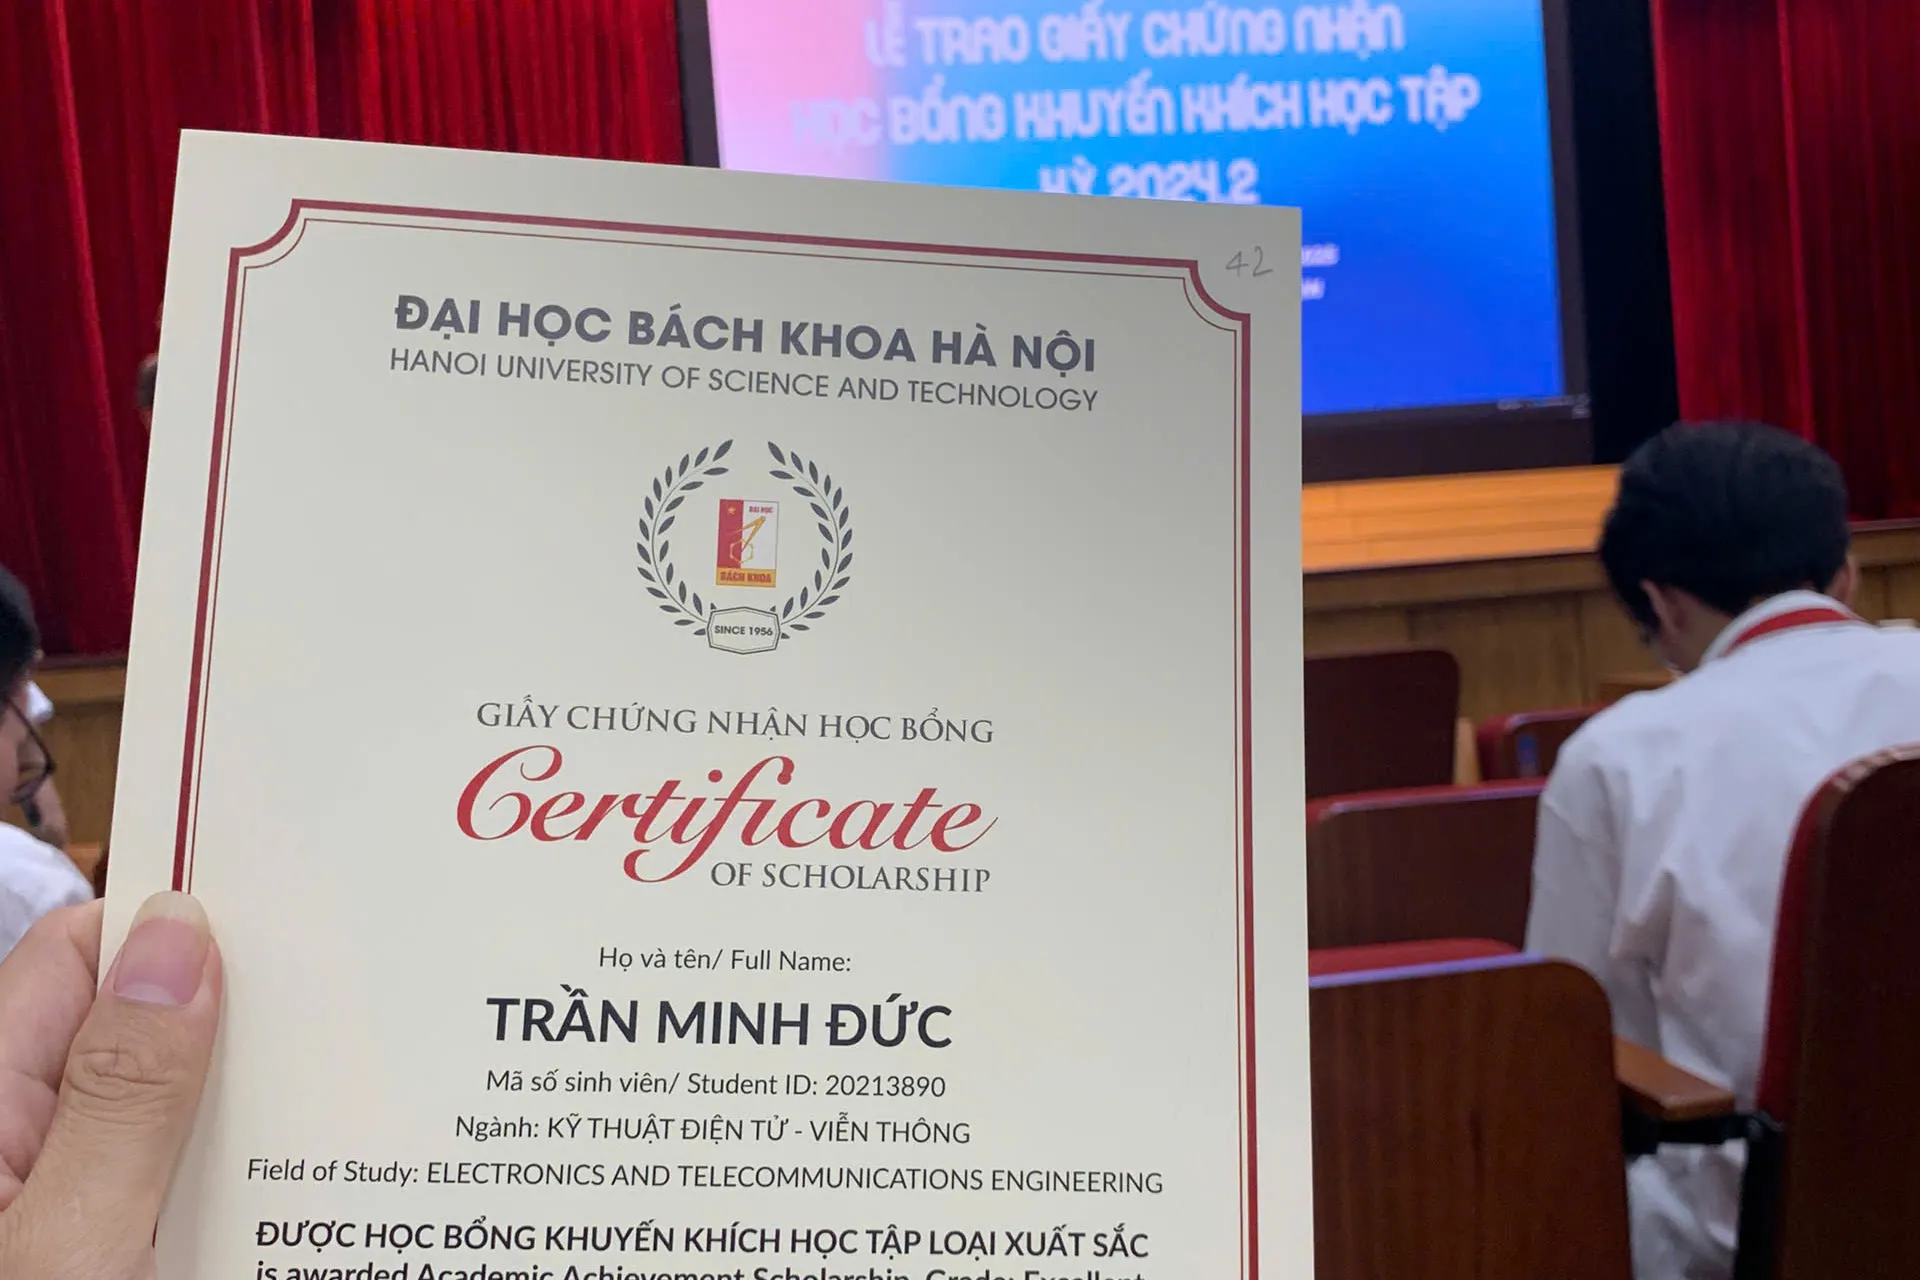 LỄ TRAO GIẤY CHỨNG NHẬN
HỌC BỔNG KHUYẾN KHÍCH HỌC TẬP
KỲ 2024.2
42
ĐẠI HỌC BÁCH KHOA HÀ NỘI
HANOI UNIVERSITY OF SCIENCE AND TECHNOLOGY
ĐẠI HỌC
BÁCH KHOA
SINCE 1956
GIẤY CHỨNG NHẬN HỌC BỔNG
Certificate
OF SCHOLARSHIP
Họ và tên/ Full Name:
TRẦN MINH ĐỨC
Mã số sinh viên/ Student ID: 20213890
Ngành: KỸ THUẬT ĐIỆN TỬ - VIỄN THÔNG
Field of Study: ELECTRONICS AND TELECOMMUNICATIONS ENGINEERING
ĐƯỢC HỌC BỔNG KHUYẾN KHÍCH HỌC TẬP LOẠI XUẤT SẮC
is awarded Academic Achievement Scholarship, Grade: Excellent